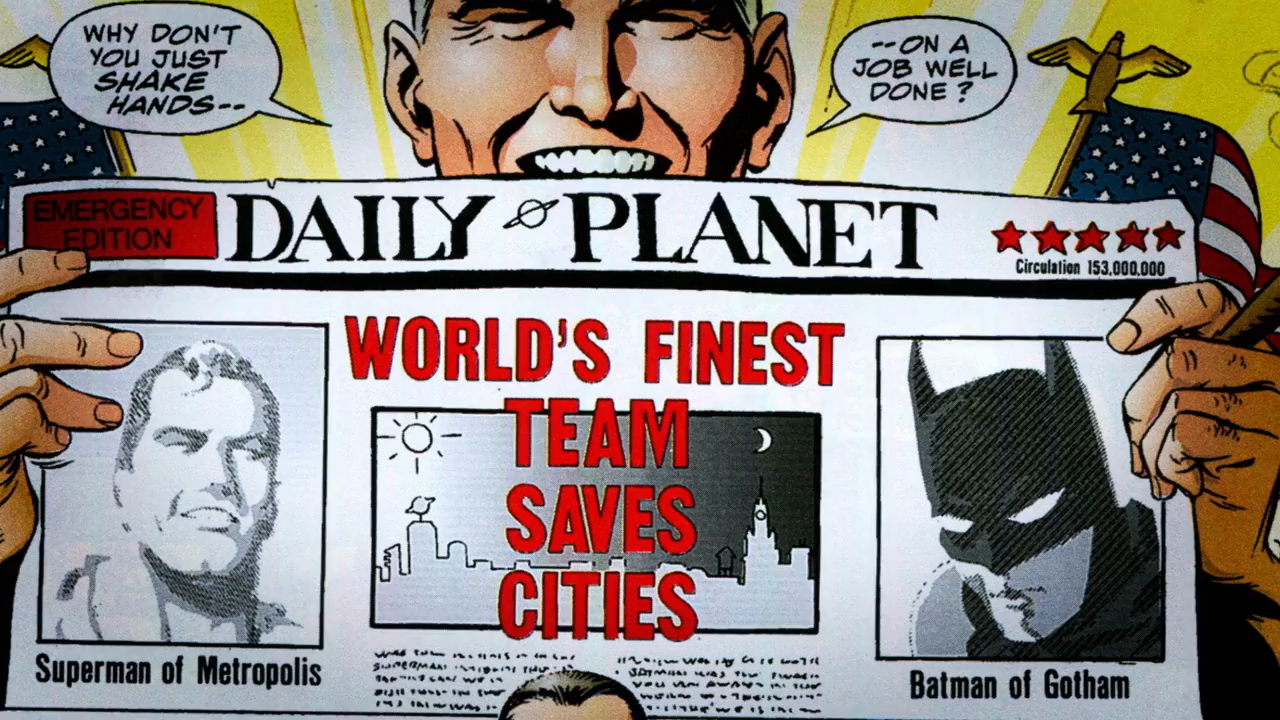 WHY DON'T
YOU JUST
SHAKE
HANDS--
--ON A
JOB WELL
DONE?
EMERGENCY
EDITION
DAILY PLANET
Circulation 153,000,000
WORLD'S FINEST
TEAM
SAVES
CITIES
Superman of Metropolis
Batman of Gotham